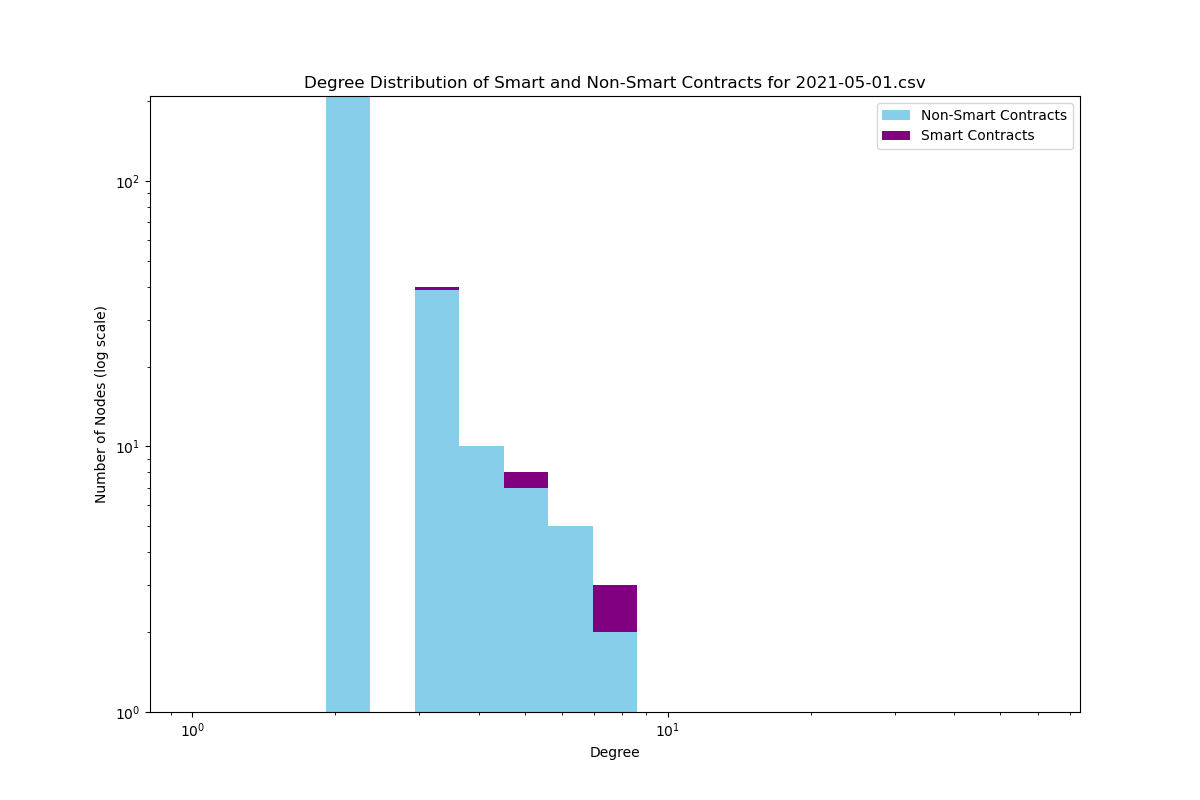 Degree Distribution of Smart and Non-Smart Contracts for 2021-05-01.csv
Non-Smart Contracts
Smart Contracts
Number of Nodes (log scale)
10²
10¹
10⁰
10⁰ 10¹
Degree